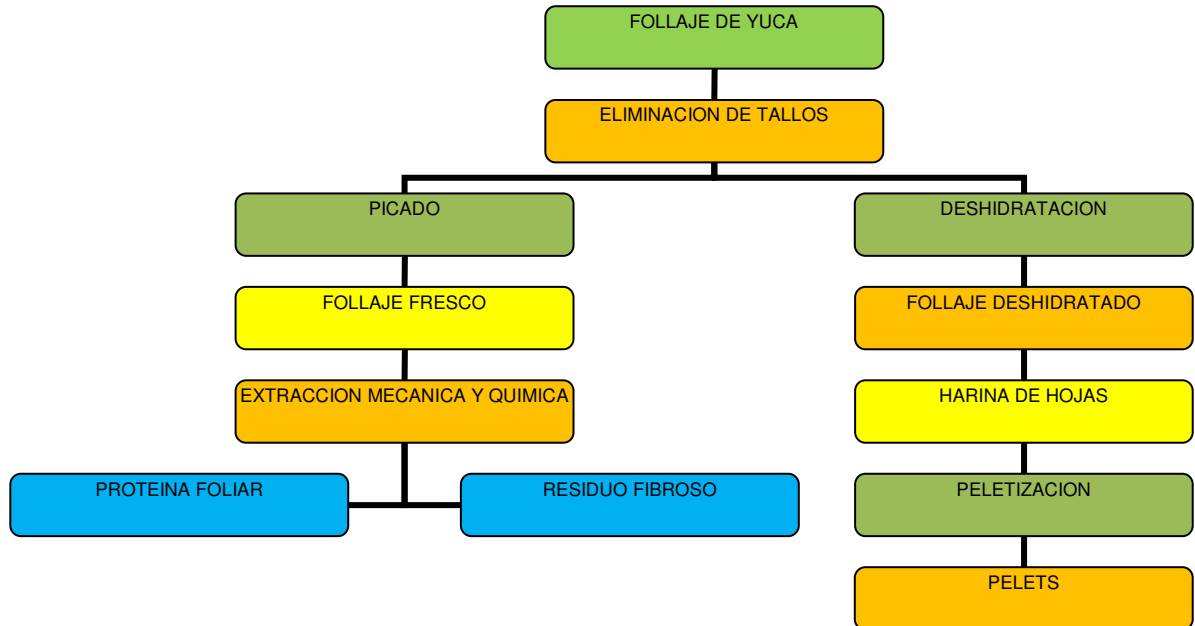 FOLLAJE DE YUCA
ELIMINACION DE TALLOS
PICADO
DESHIDRATACION
FOLLAJE FRESCO
FOLLAJE DESHIDRATADO
EXTRACCION MECANICA Y QUIMICA
HARINA DE HOJAS
PROTEINA FOLIAR
RESIDUO FIBROSO
PELETIZACION
PELETS